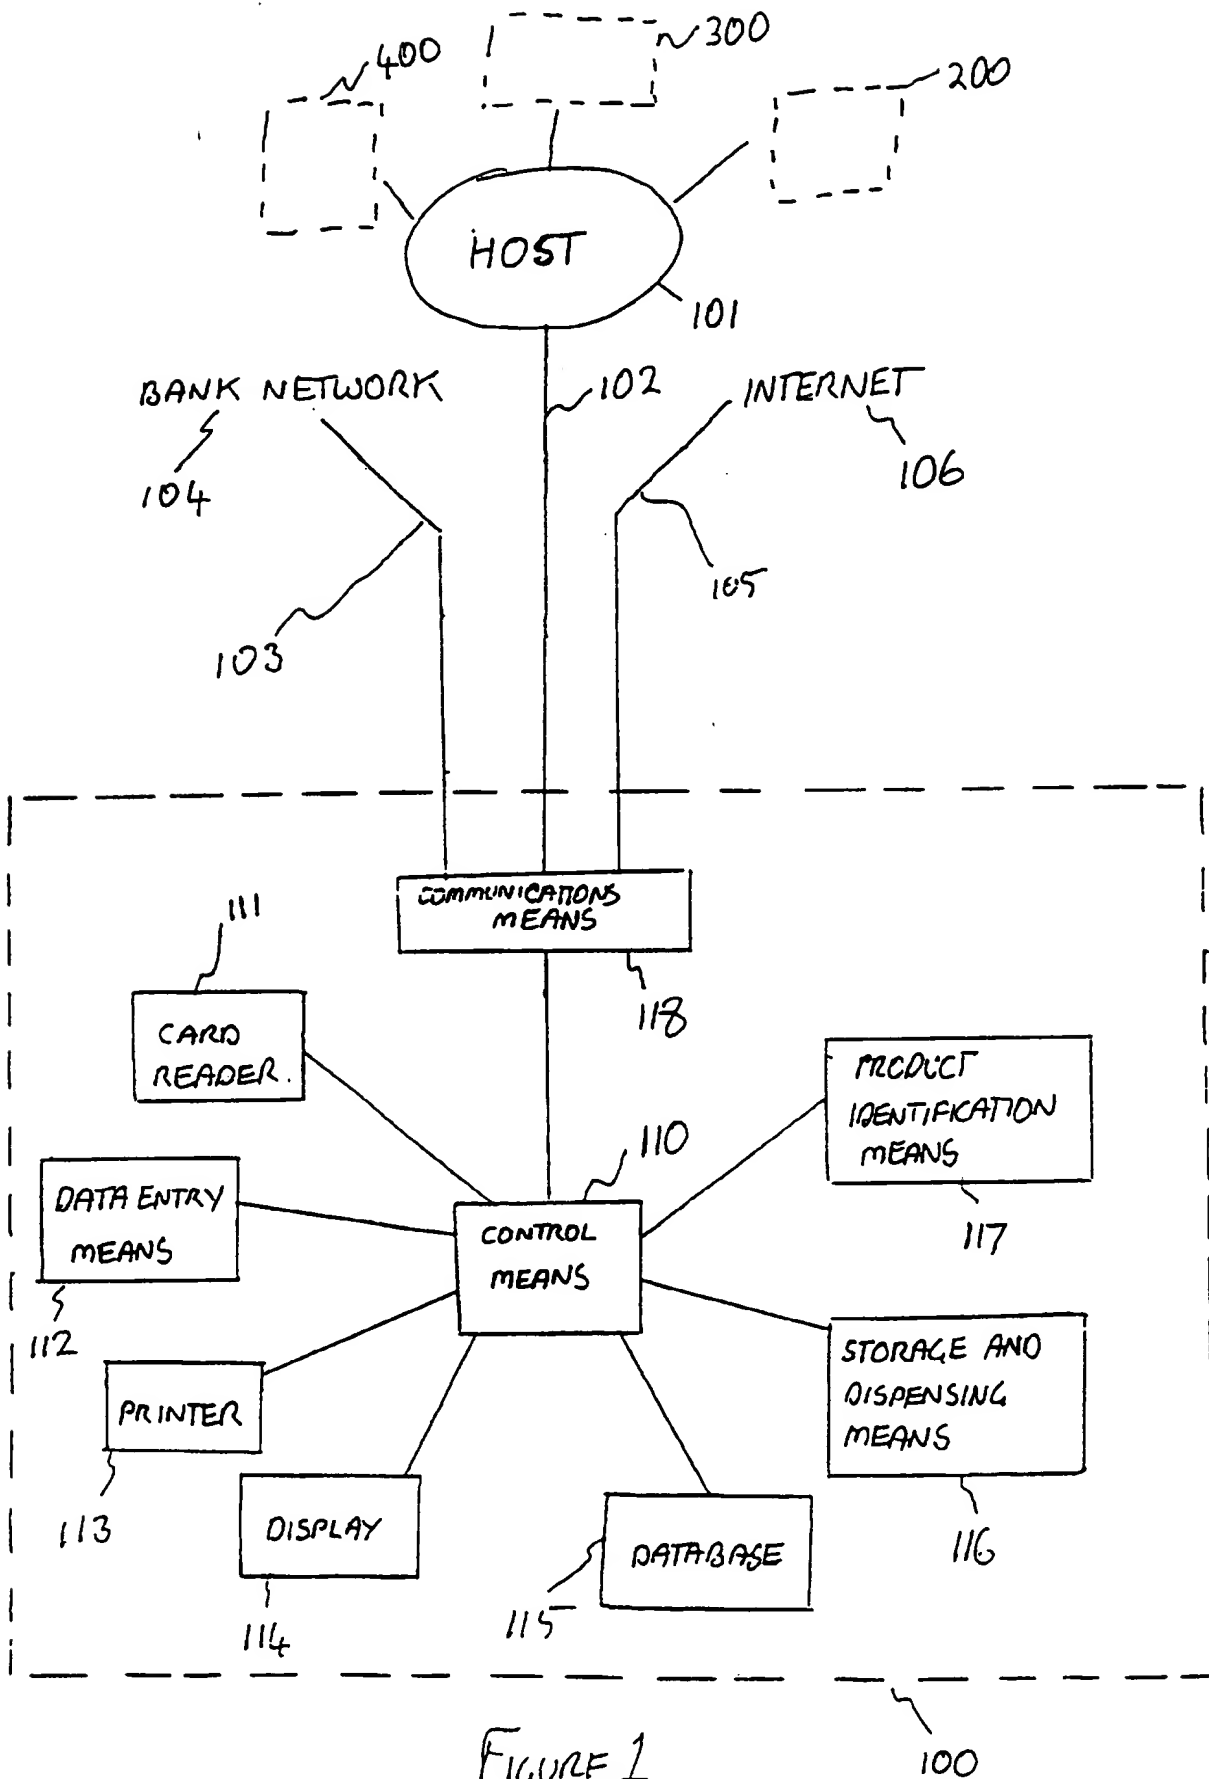 300
400
200
HOST
101
BANK NETWORK
102
INTERNET
104
106
105
103
COMMUNICATIONS
MEANS
111
118
CARD
READER.
PRODUCT
IDENTIFICATION
MEANS
110
DATA ENTRY
MEANS
CONTROL
MEANS
117
112
STORAGE AND
DISPENSING
MEANS
PRINTER
113
DISPLAY
DATABASE
116
115
114
100
FIGURE 1